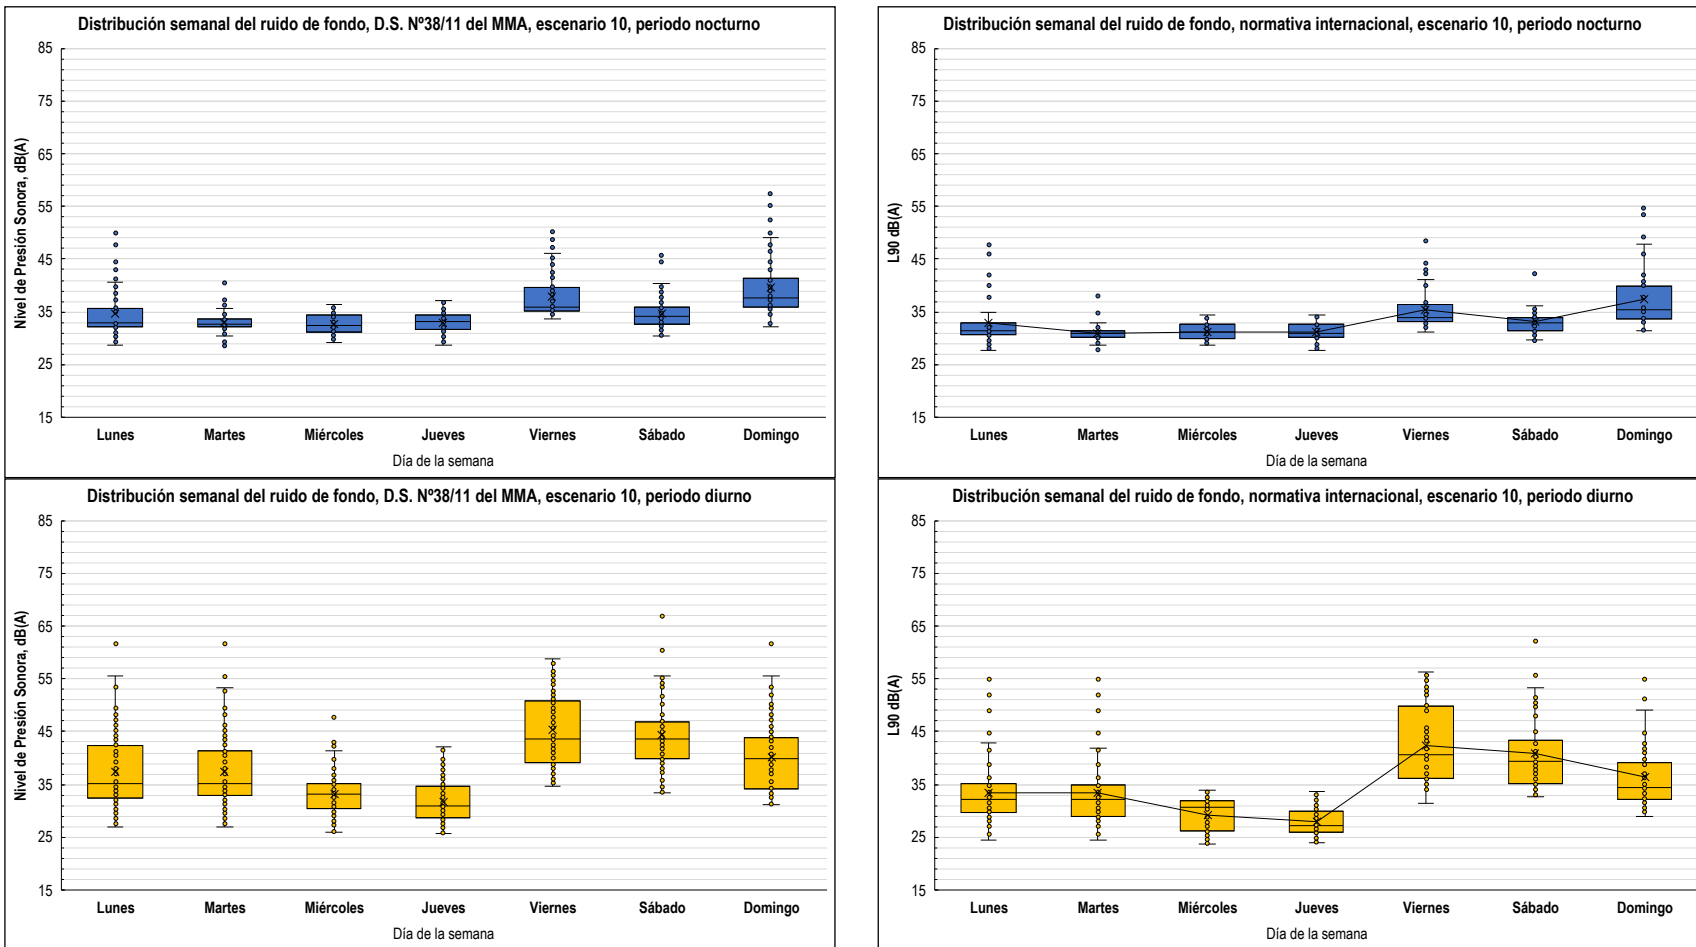 Distribución semanal del ruido de fondo, D.S. Nº38/11 del MMA, escenario 10, periodo nocturno
85
75
65
55
45
35
25
15
Nivel de Presión Sonora, dB(A)
Lunes Martes Miércoles Jueves Viernes Sábado Domingo
Día de la semana
Distribución semanal del ruido de fondo, normativa internacional, escenario 10, periodo nocturno
85
75
65
55
45
35
25
15
L90 dB(A)
Lunes Martes Miércoles Jueves Viernes Sábado Domingo
Día de la semana
Distribución semanal del ruido de fondo, D.S. Nº38/11 del MMA, escenario 10, periodo diurno
85
75
65
55
45
35
25
15
Nivel de Presión Sonora, dB(A)
Lunes Martes Miércoles Jueves Viernes Sábado Domingo
Día de la semana
Distribución semanal del ruido de fondo, normativa internacional, escenario 10, periodo diurno
85
75
65
55
45
35
25
15
L90 dB(A)
Lunes Martes Miércoles Jueves Viernes Sábado Domingo
Día de la semana